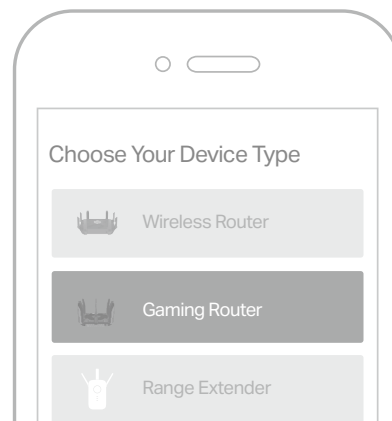 Choose Your Device Type
Wireless Router
Gaming Router
Range Extender